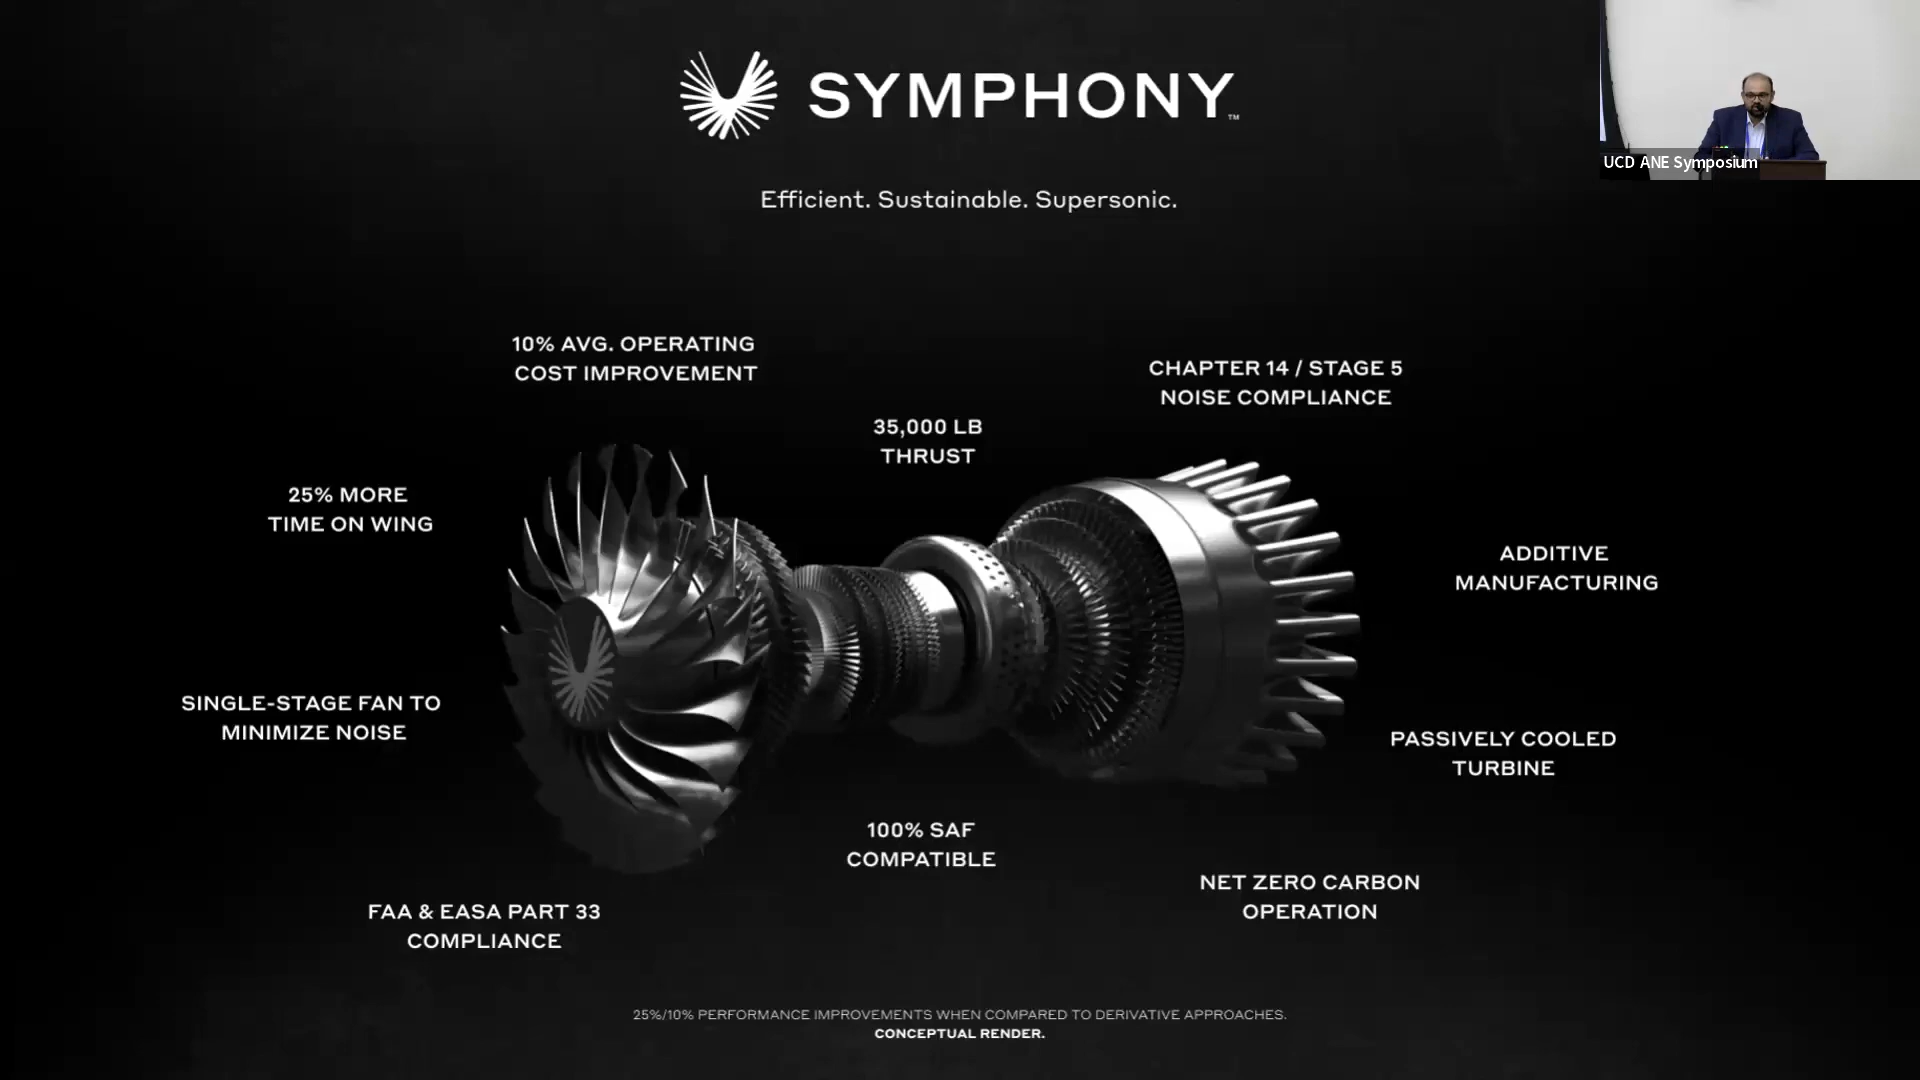 SYMPHONY™
Efficient. Sustainable. Supersonic.
UCD ANE Symposium
10% AVG. OPERATING
COST IMPROVEMENT
CHAPTER 14 / STAGE 5
NOISE COMPLIANCE
35,000 LB
THRUST
25% MORE
TIME ON WING
ADDITIVE
MANUFACTURING
SINGLE-STAGE FAN TO
MINIMIZE NOISE
PASSIVELY COOLED
TURBINE
100% SAF
COMPATIBLE
NET ZERO CARBON
OPERATION
FAA & EASA PART 33
COMPLIANCE
25%/10% PERFORMANCE IMPROVEMENTS WHEN COMPARED TO DERIVATIVE APPROACHES.
CONCEPTUAL RENDER.